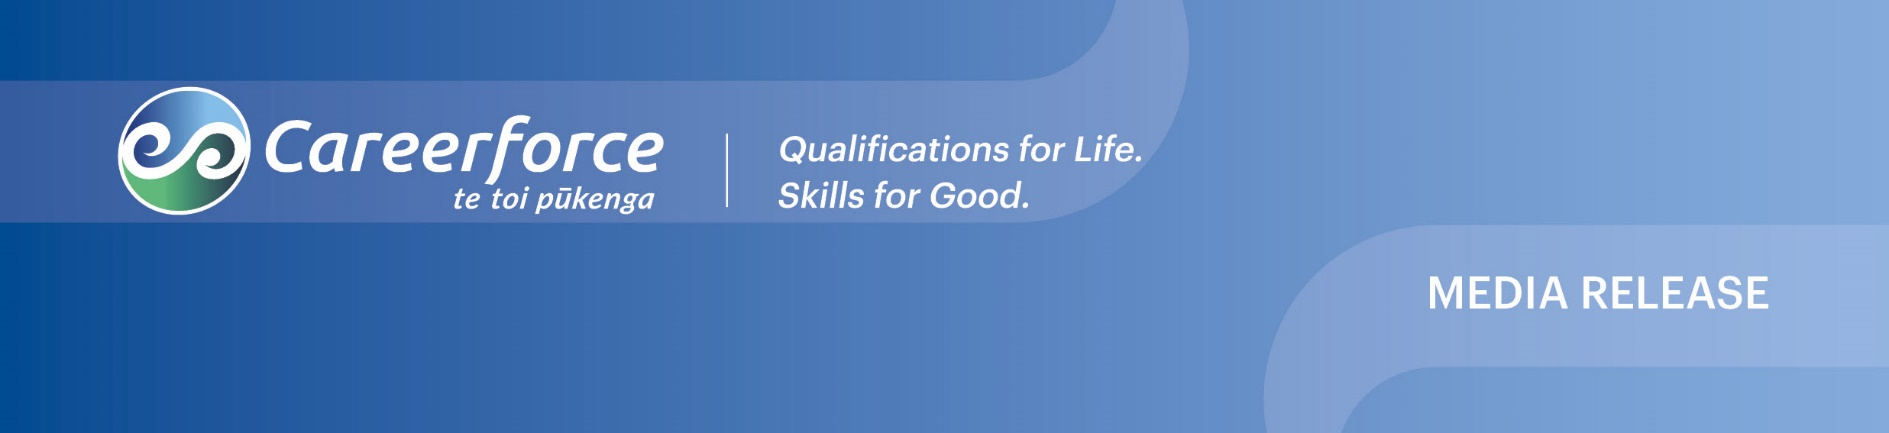 Careerforce
te toi pūkenga
Qualifications for Life.
Skills for Good.
MEDIA RELEASE